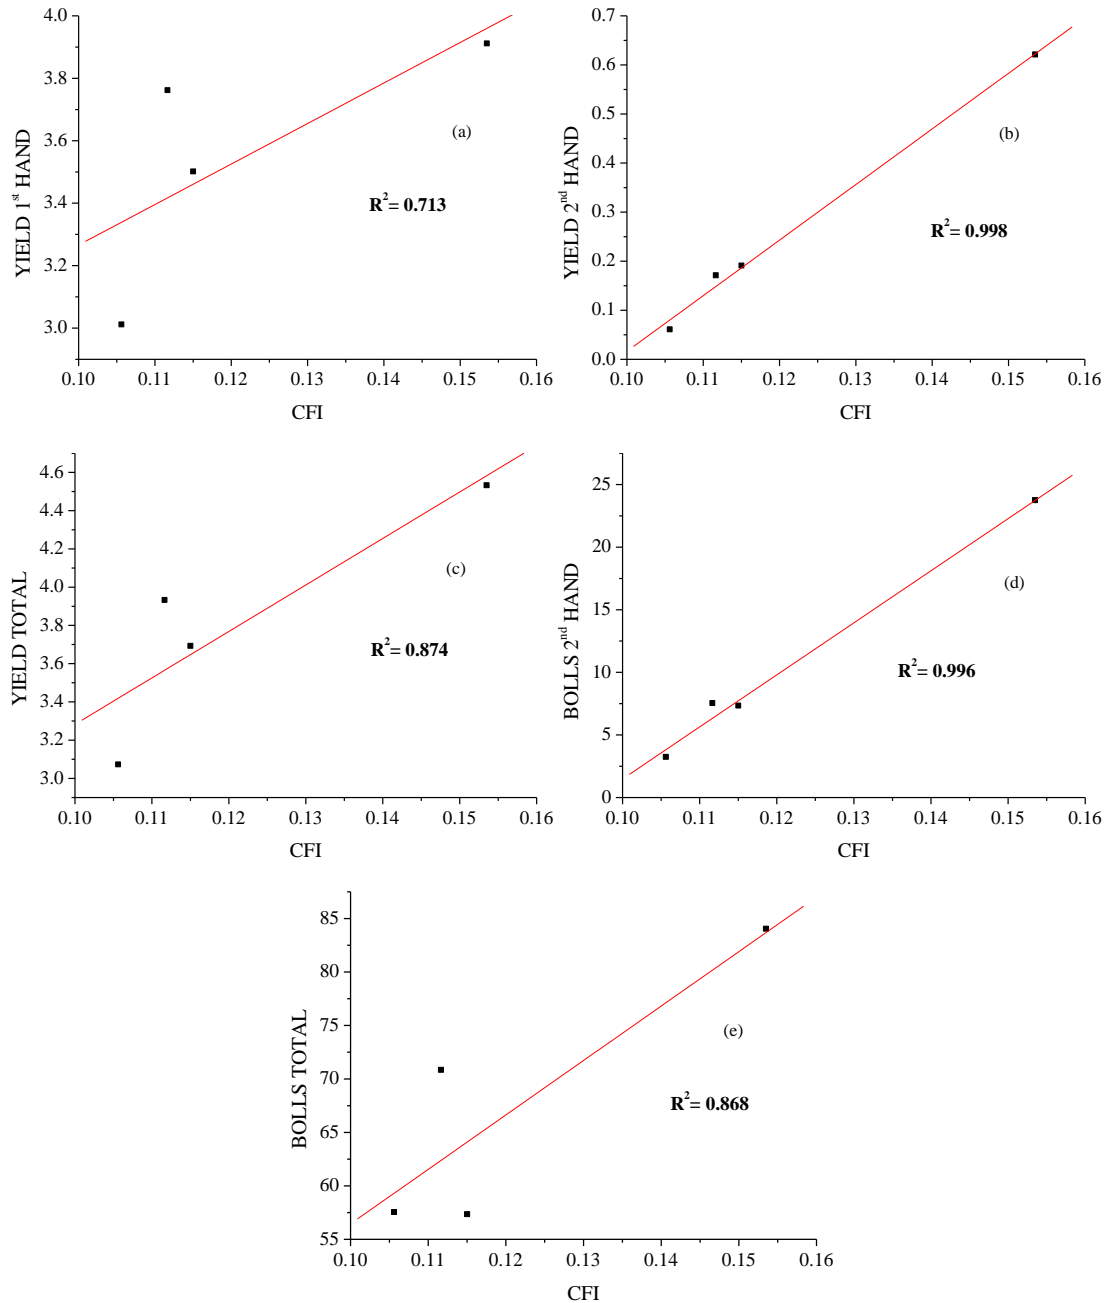 4.0
3.8
3.6
3.4
3.2
3.0
YIELD 1st HAND
(a)
R2= 0.713
0.10 0.11 0.12 0.13 0.14 0.15 0.16
CFI
0.7
0.6
0.5
0.4
0.3
0.2
0.1
0.0
YIELD 2nd HAND
(b)
R2= 0.998
0.10 0.11 0.12 0.13 0.14 0.15 0.16
CFI
4.6
4.4
4.2
4.0
3.8
3.6
3.4
3.2
3.0
YIELD TOTAL
(c)
R2= 0.874
0.10 0.11 0.12 0.13 0.14 0.15 0.16
CFI
25
20
15
10
5
0
BOLLS 2nd HAND
(d)
R2= 0.996
0.10 0.11 0.12 0.13 0.14 0.15 0.16
CFI
85
80
75
70
65
60
55
BOLLS TOTAL
(e)
R2= 0.868
0.10 0.11 0.12 0.13 0.14 0.15 0.16
CFI